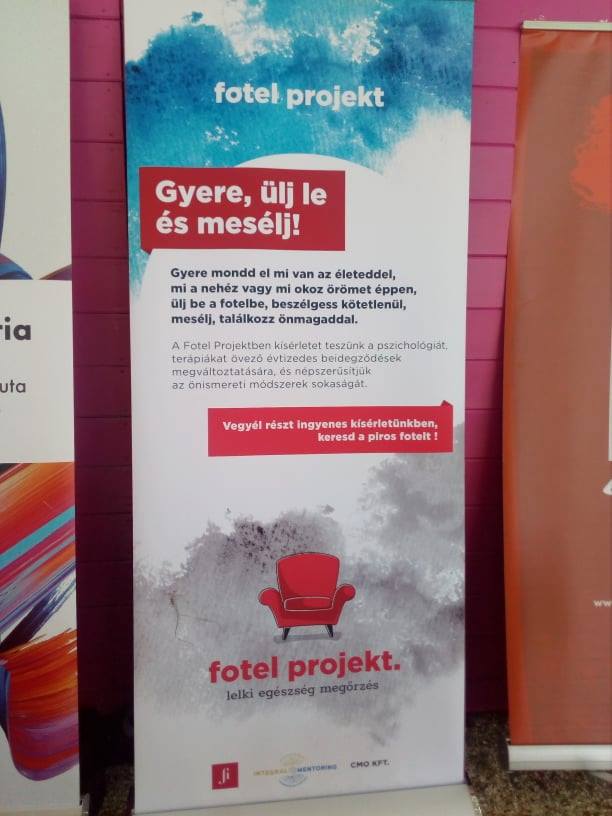 fotel projekt
Gyere, ülj le
és mesélj!
Gyere mondd el mi van az életeddel,
mi a nehéz vagy mi okoz örömet éppen,
ülj be a fotelbe, beszélgess kötetlenül,
mesélj, találkozz önmagaddal.
A Fotel Projektben kísérletet teszünk a pszichológiát,
terápiákat övező évtizedes beidegződések
megváltoztatására, és népszerűsítjük
az önismereti módszerek sokaságát.
Vegyél részt ingyenes kísérletünkben,
keresd a piros fotelt !
fotel projekt.
lelki egészség megőrzés
fi
INTEGRAL MENTORING
CMO KFT.
ria
uta
ww